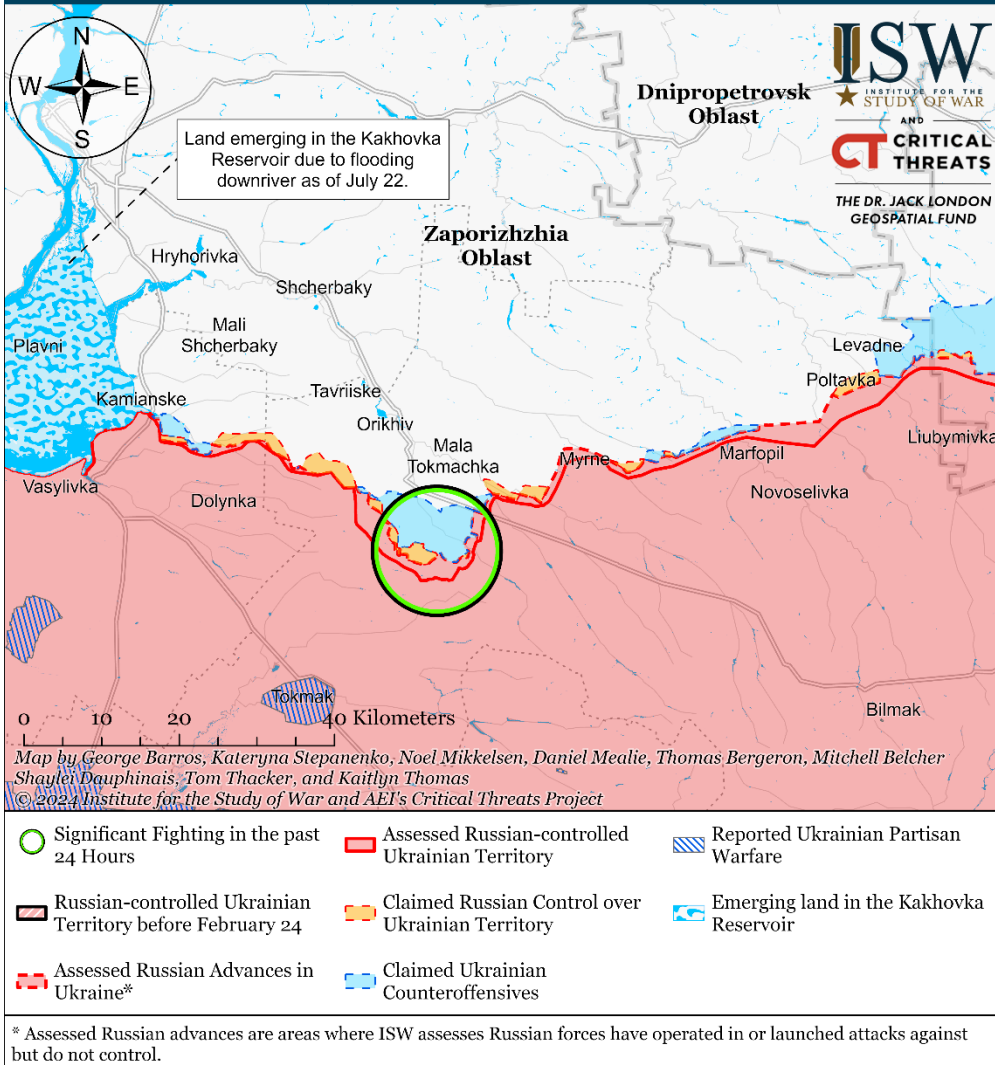 N
W
E
S
ISW
INSTITUTE FOR THE
STUDY OF WAR
AND
CT CRITICAL
THREATS
THE DR. JACK LONDON
GEOSPATIAL FUND
Land emerging in the Kakhovka
Reservoir due to flooding
downriver as of July 22.
Dnipropetrovsk
Oblast
Zaporizhzhia
Oblast
Hryhorivka
Shcherbaky
Mali
Shcherbaky
Plavni
Levadne
Tavriiske
Poltavka
Kamianske
Orikhiv
Mala
Tokmachka
Myrne
Marfopil
Liubymivka
Vasylivka
Dolynka
Novoselivka
Tokmak
Bilmak
0 10 20 40 Kilometers
Map by George Barros, Kateryna Stepanenko, Noel Mikkelsen, Daniel Mealie, Thomas Bergeron, Mitchell Belcher
Shaylei Dauphinais, Tom Thacker, and Kaitlyn Thomas
© 2024 Institute for the Study of War and AEI's Critical Threats Project
Significant Fighting in the past
24 Hours
Assessed Russian-controlled
Ukrainian Territory
Reported Ukrainian Partisan
Warfare
Russian-controlled Ukrainian
Territory before February 24
Claimed Russian Control over
Ukrainian Territory
Emerging land in the Kakhovka
Reservoir
Assessed Russian Advances in
Ukraine*
Claimed Ukrainian
Counteroffensives
* Assessed Russian advances are areas where ISW assesses Russian forces have operated in or launched attacks against
but do not control.